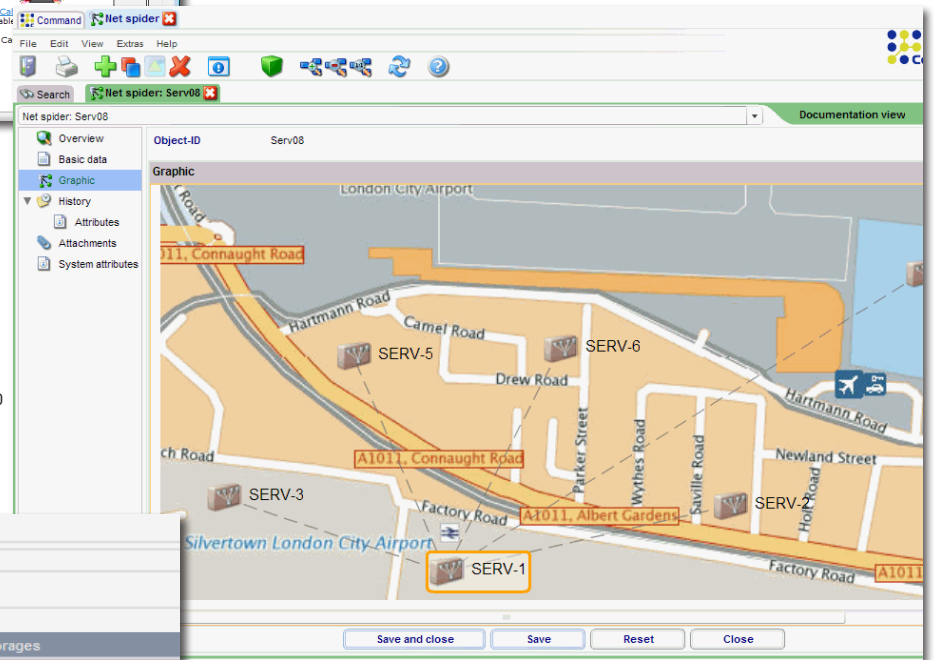 Command
Net spider
File Edit View Extras Help
Search
Net spider: Serv08
Net spider: Serv08
Documentation view
Overview
Basic data
Graphic
History
Attributes
Attachments
System attributes
Object-ID Serv08
Graphic
London City Airport
Road
Connaught Road
Hartmann Road
Camel Road
SERV-5
SERV-6
Drew Road
Hartmann Road
Parker Street
Wythes Road
Saville Road
Newland Street
Holt Road
A1011, Connaught Road
SERV-3
SERV-2
Factory Road
A1011, Albert Gardens
Silvertown London City Airport
SERV-1
Factory Road
A1011
Save and close Save Reset Close